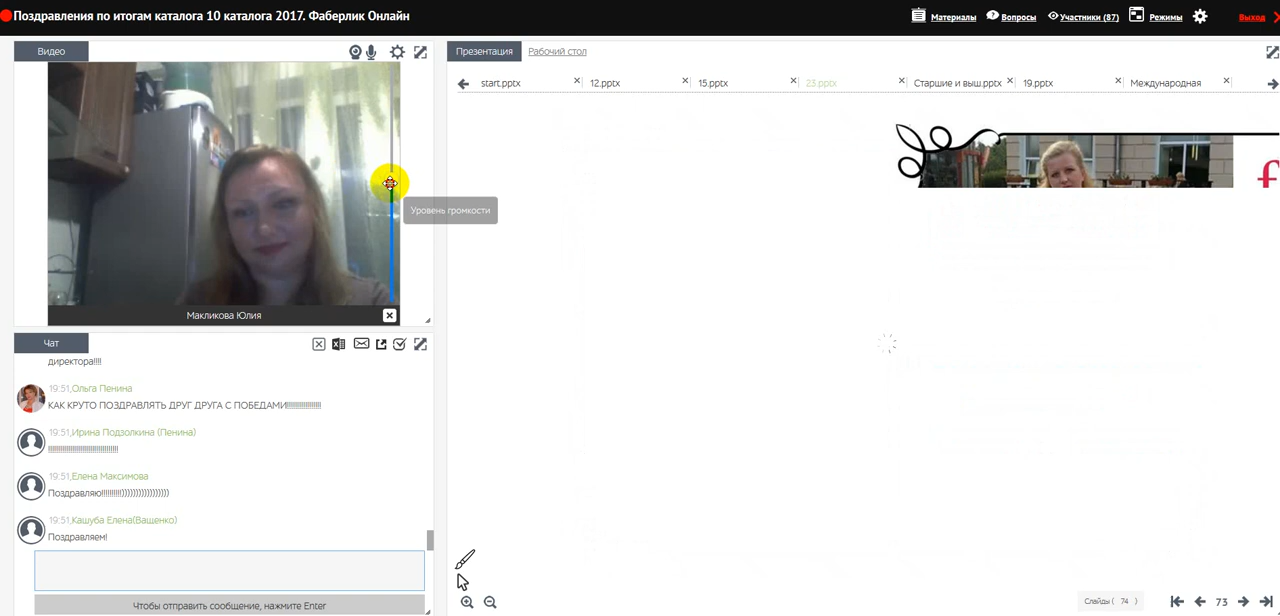 Поздравления по итогам каталога 10 каталога 2017. Фаберлик Онлайн
Материалы
Вопросы
Участники (87)
Режимы
Выход
Видео
Уровень громкости
Макликова Юлия
Чат
директора!!!!
19:51,Ольга Пенина
КАК КРУТО ПОЗДРАВЛЯТЬ ДРУГ ДРУГА С ПОБЕДАМИ!!!!!!!!!!!!!!!!!
19:51,Ирина Подзолкина (Пенина)
!!!!!!!!!!!!!!!!!!!!!!!!!!!!!!!!!!!
19:51,Елена Максимова
Поздравляю!!!!!!!!!!)))))))))))))))))
19:51,Кашуба Елена(Ващенко)
Поздравляем!
Чтобы отправить сообщение, нажмите Enter
Презентация
Рабочий стол
start.pptx
12.pptx
15.pptx
23.pptx
Старшие и выш.pptx
19.pptx
Международная
Слайды ( 74 )
73